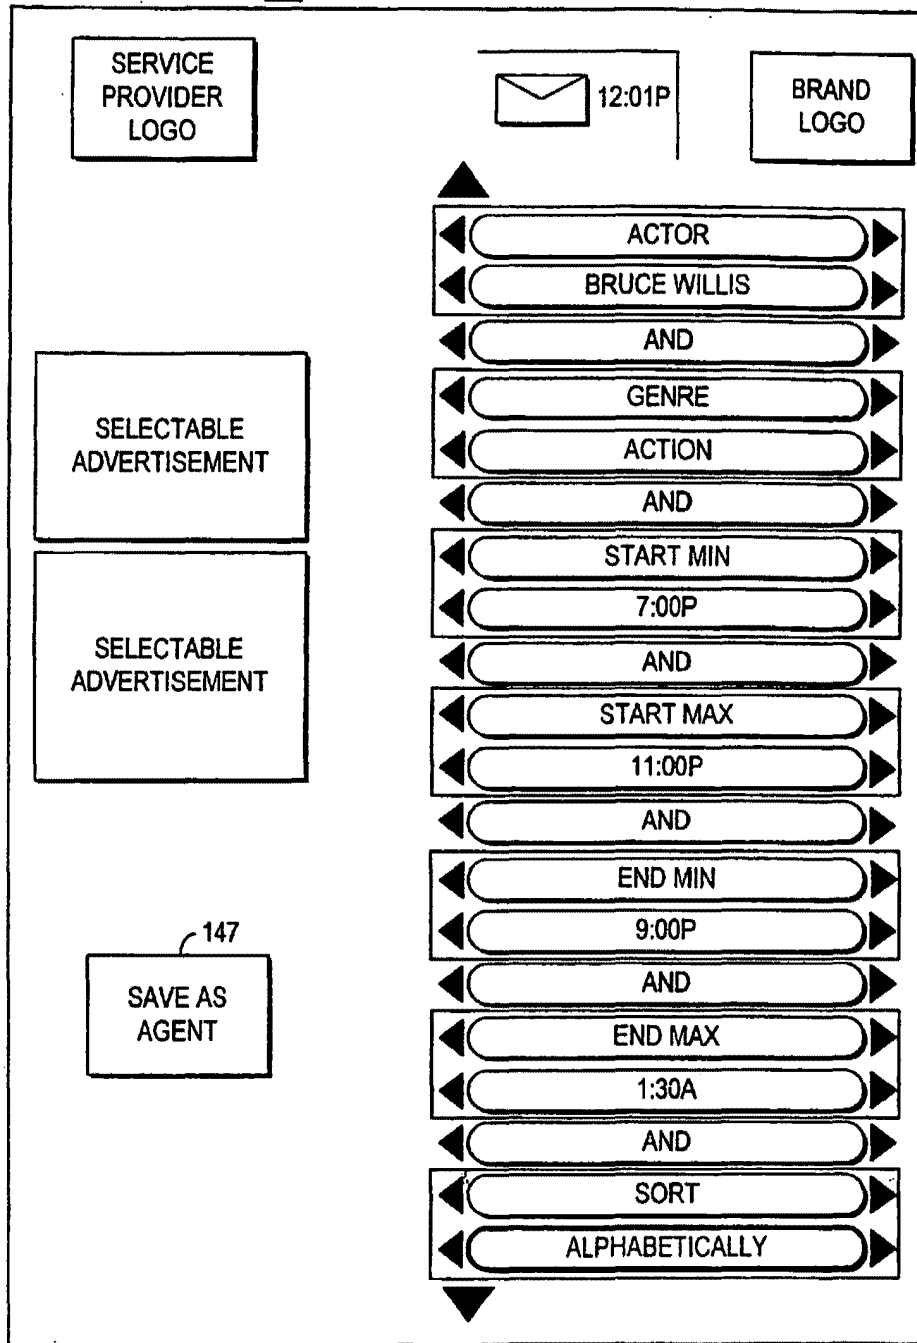 SERVICE
PROVIDER
LOGO
12:01P
BRAND
LOGO
ACTOR
BRUCE WILLIS
AND
GENRE
ACTION
AND
START MIN
7:00P
AND
START MAX
11:00P
AND
END MIN
9:00P
AND
END MAX
1:30A
AND
SORT
ALPHABETICALLY
SELECTABLE
ADVERTISEMENT
SELECTABLE
ADVERTISEMENT
147
SAVE AS
AGENT